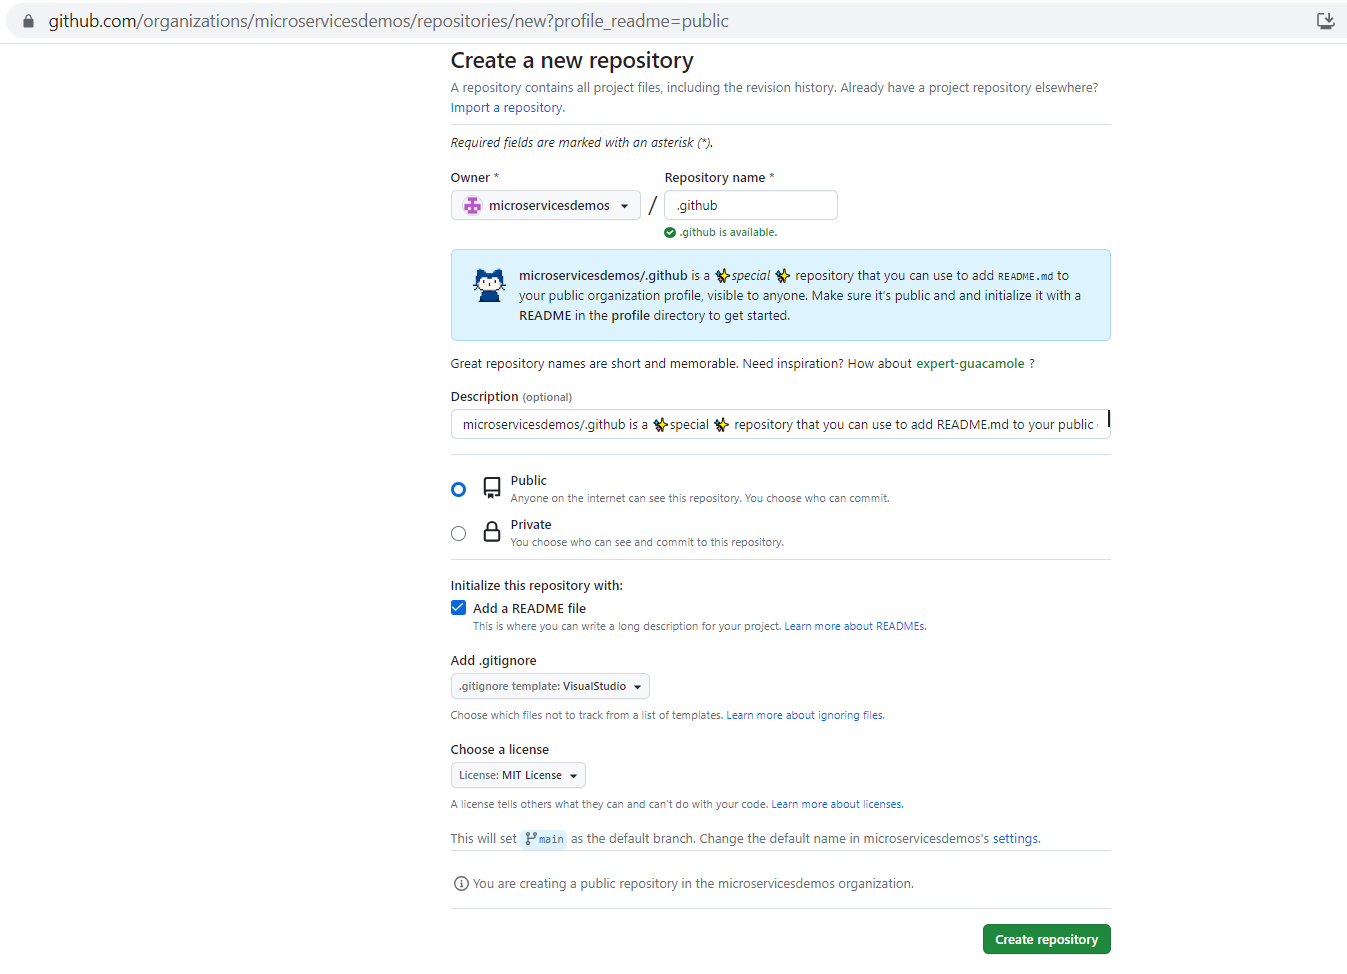 github.com/organizations/microservicesdemos/repositories/new?profile_readme=public
Create a new repository
A repository contains all project files, including the revision history. Already have a project repository elsewhere?
Import a repository.
Required fields are marked with an asterisk (*).
Owner *
Repository name *
microservicesdemos
/
.github
.github is available.
microservicesdemos/.github is a ✨special ✨ repository that you can use to add README.md to
your public organization profile, visible to anyone. Make sure it's public and and initialize it with a
README in the profile directory to get started.
Great repository names are short and memorable. Need inspiration? How about expert-guacamole ?
Description (optional)
microservicesdemos/.github is a ✨special ✨ repository that you can use to add README.md to your public
Public
Anyone on the internet can see this repository. You choose who can commit.
Private
You choose who can see and commit to this repository.
Initialize this repository with:
Add a README file
This is where you can write a long description for your project. Learn more about READMEs.
Add .gitignore
.gitignore template: VisualStudio
Choose which files not to track from a list of templates. Learn more about ignoring files.
Choose a license
License: MIT License
A license tells others what they can and can't do with your code. Learn more about licenses.
This will set main as the default branch. Change the default name in microservicesdemos's settings.
You are creating a public repository in the microservicesdemos organization.
Create repository